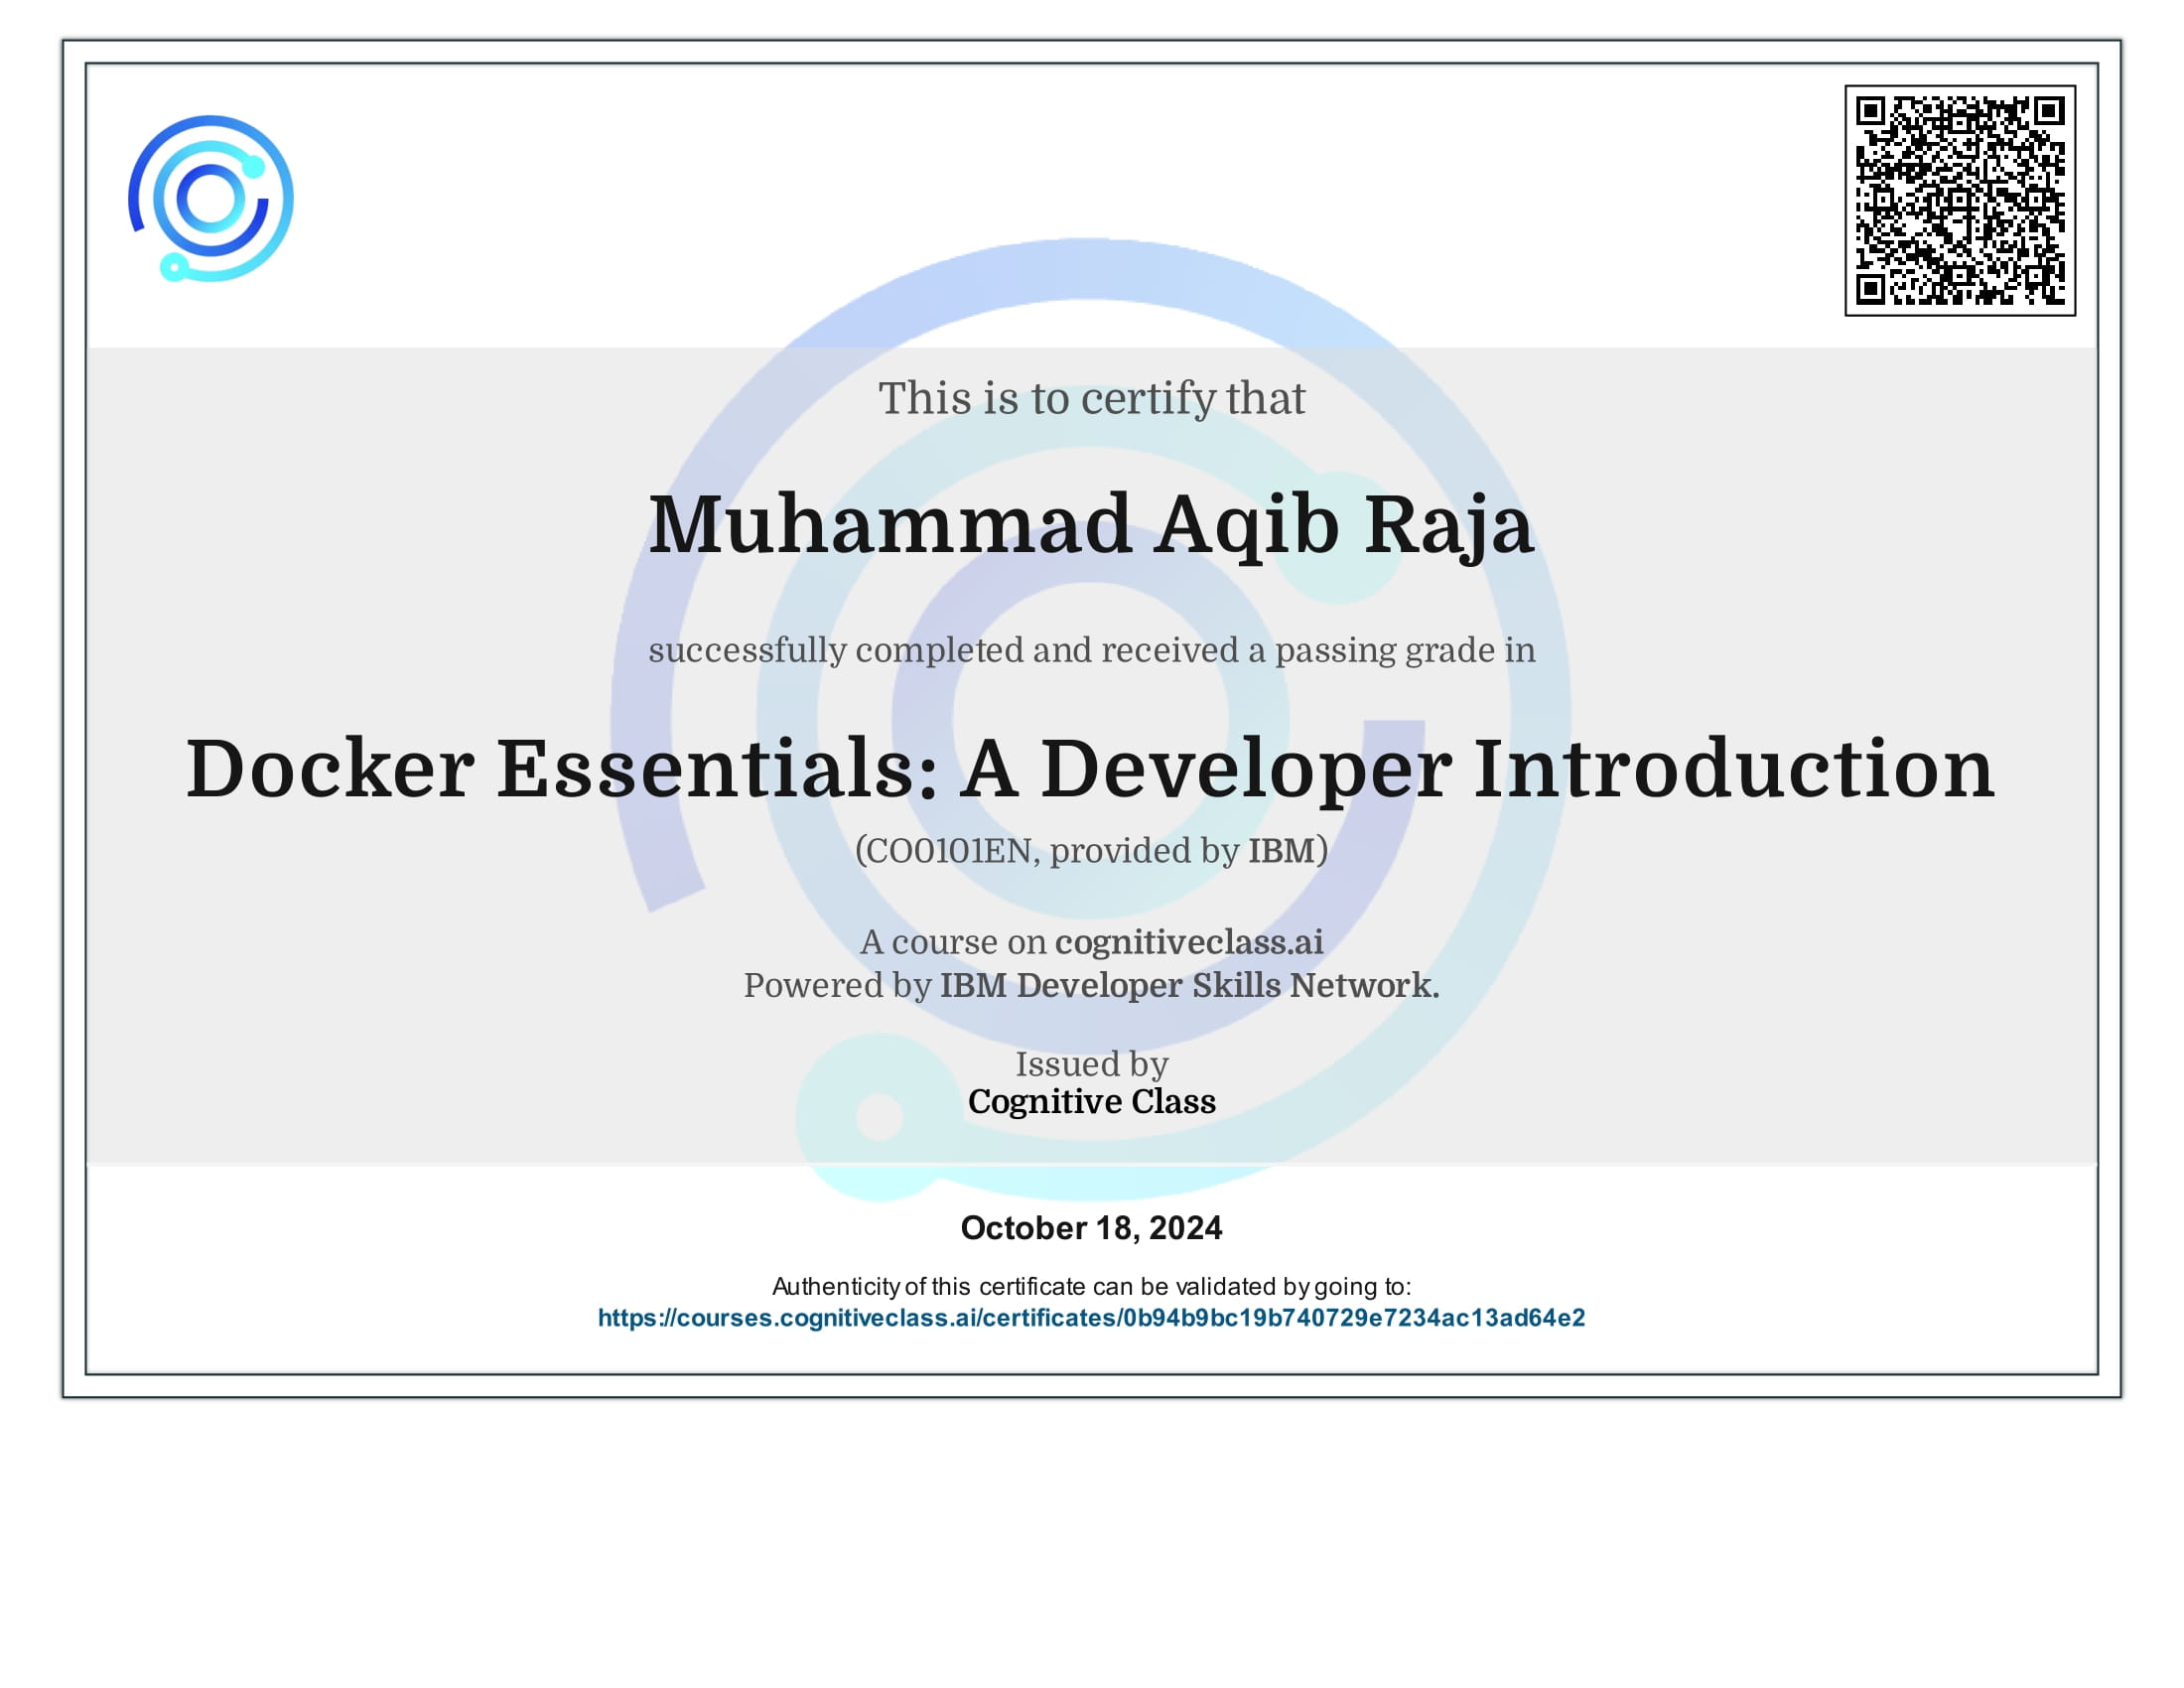 This is to certify that
Muhammad Aqib Raja
successfully completed and received a passing grade in
Docker Essentials: A Developer Introduction
(CO0101EN, provided by IBM)
A course on cognitiveclass.ai
Powered by IBM Developer Skills Network.
Issued by
Cognitive Class
October 18, 2024
Authenticity of this certificate can be validated by going to:
https://courses.cognitiveclass.ai/certificates/0b94b9bc19b740729e7234ac13ad64e2